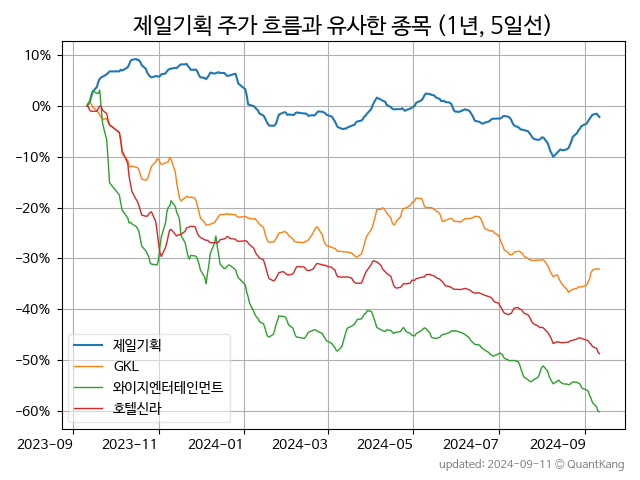 제일기획 주가 흐름과 유사한 종목 (1년, 5일선)
10%
0%
−10%
−20%
−30%
−40%
−50%
−60%
제일기획
GKL
와이지엔터테인먼트
호텔신라
2023-09
2023-11
2024-01
2024-03
2024-05
2024-07
2024-09
updated: 2024-09-11 © QuantKang